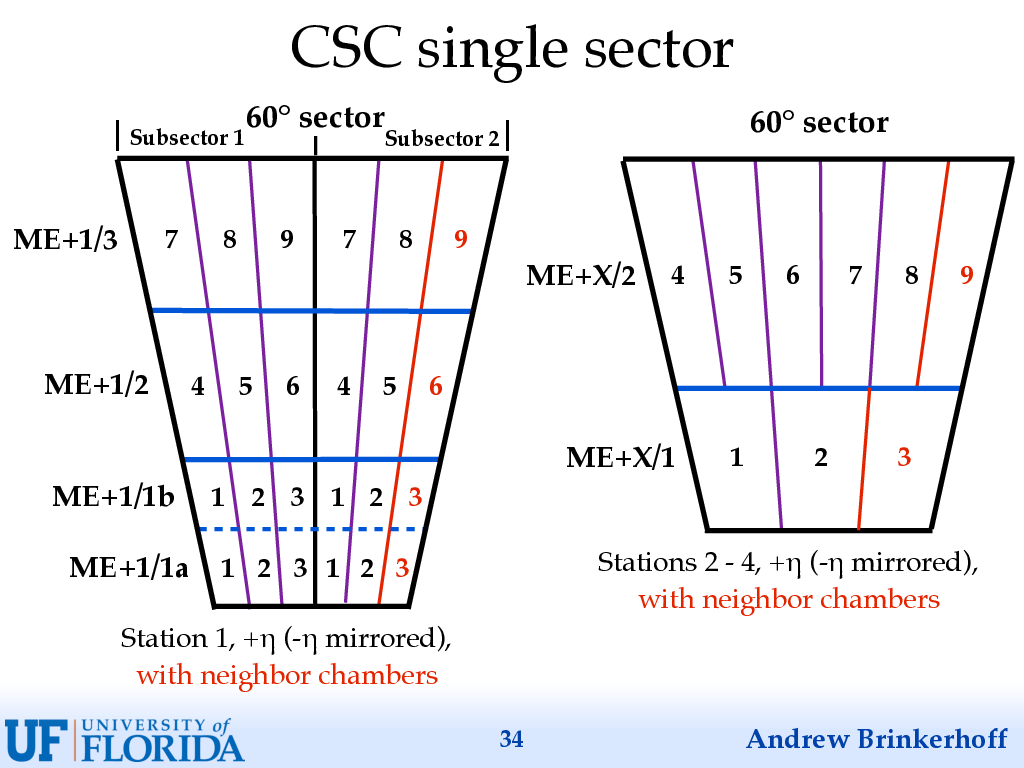 CSC single sector
60° sector
Subsector 1
Subsector 2
ME+1/3 7 8 9 7 8 9
ME+1/2 4 5 6 4 5 6
ME+1/1b 1 2 3 1 2 3
ME+1/1a 1 2 3 1 2 3
Station 1, +η (-η mirrored),
with neighbor chambers
60° sector
ME+X/2 4 5 6 7 8 9
ME+X/1 1 2 3
Stations 2 - 4, +η (-η mirrored),
with neighbor chambers
UF UNIVERSITY of
FLORIDA
34
Andrew Brinkerhoff